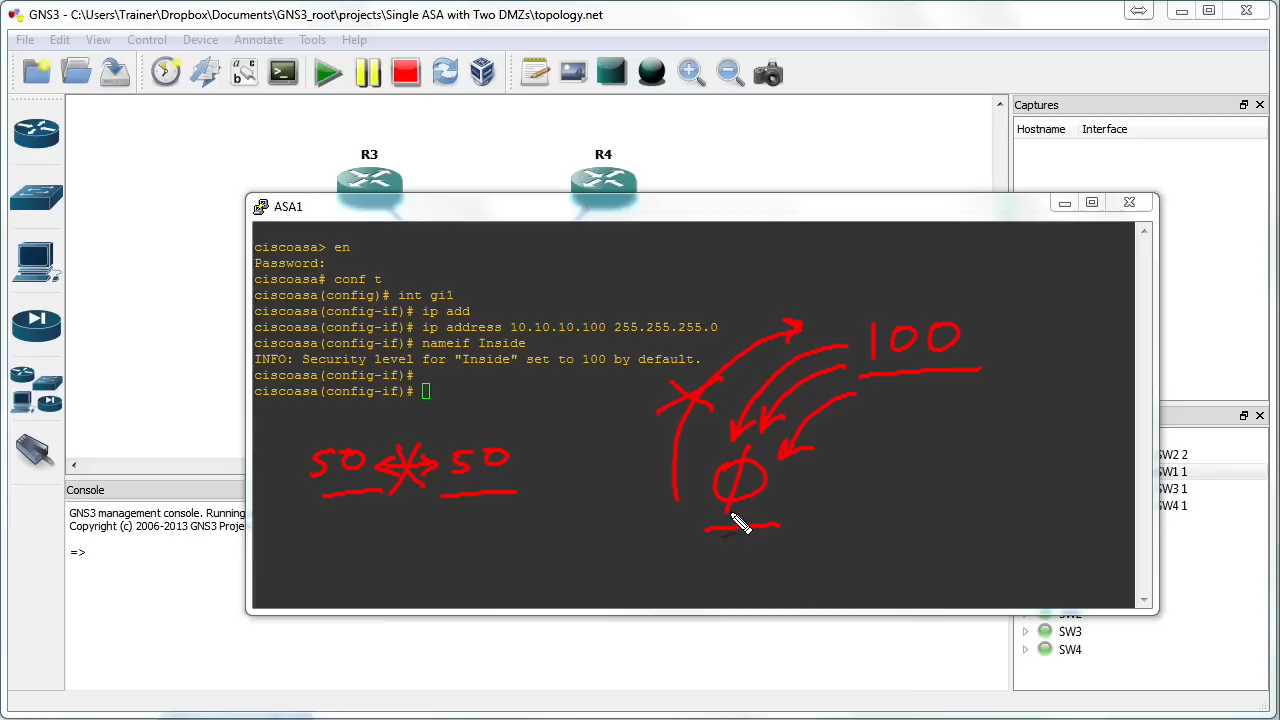 GNS3 - C:\Users\Trainer\Dropbox\Documents\GNS3_root\projects\Single ASA with Two DMZs\topology.net
File Edit View Control Device Annotate Tools Help
R3 R4
Captures
Hostname Interface
ASA1
ciscoasa> en
Password:
ciscoasa# conf t
ciscoasa(config)# int gi1
ciscoasa(config-if)# ip add
ciscoasa(config-if)# ip address 10.10.10.100 255.255.255.0
ciscoasa(config-if)# nameif Inside
INFO: Security level for "Inside" set to 100 by default.
ciscoasa(config-if)#
ciscoasa(config-if)#
100
50 50
0
SW2 2
SW1 1
SW3 1
SW4 1
Console
GNS3 management console. Running
Copyright (c) 2006-2013 GNS3 Proje
=>
SW3
SW4